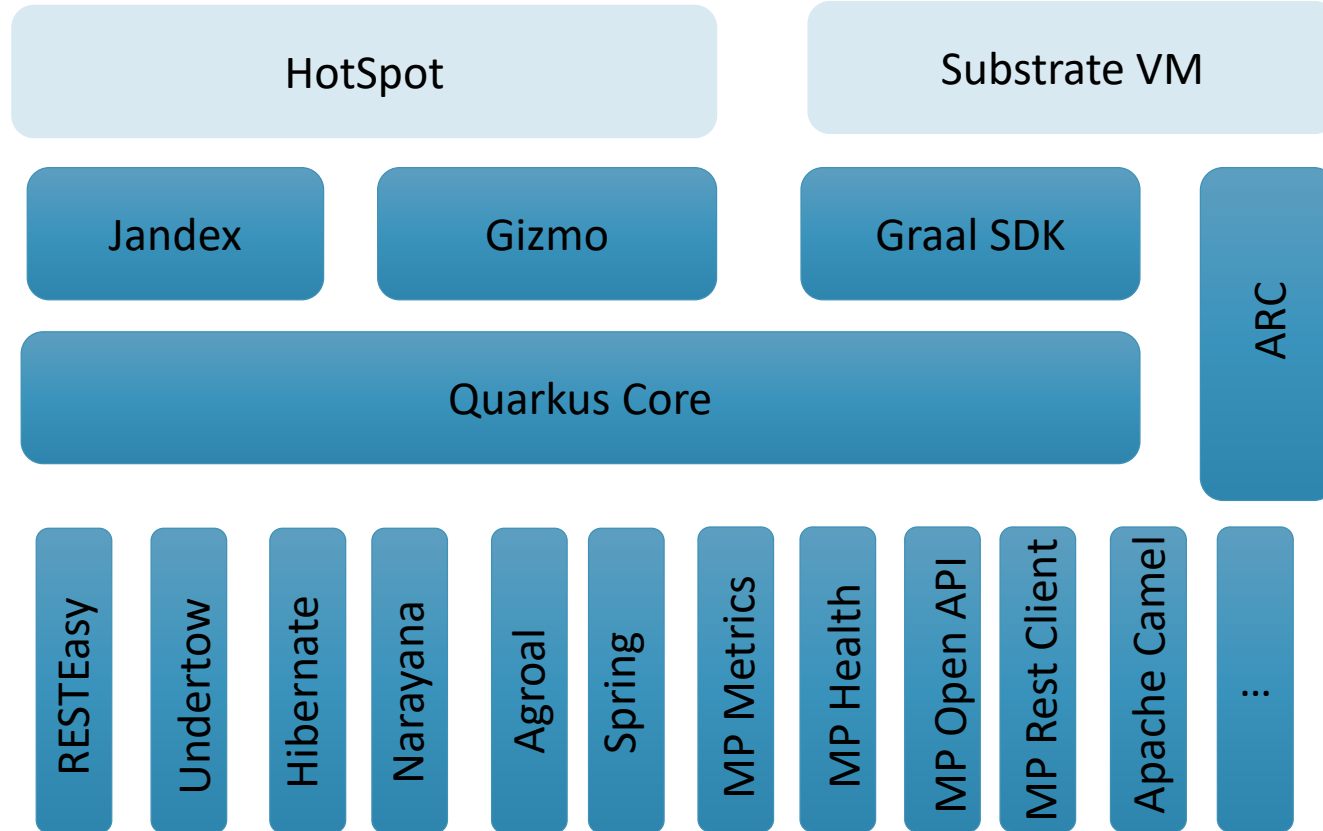 HotSpot
Substrate VM
Jandex
Gizmo
Graal SDK
ARC
Quarkus Core
RESTEasy
Undertow
Hibernate
Narayana
Agroal
Spring
MP Metrics
MP Health
MP Open API
MP Rest Client
Apache Camel
...